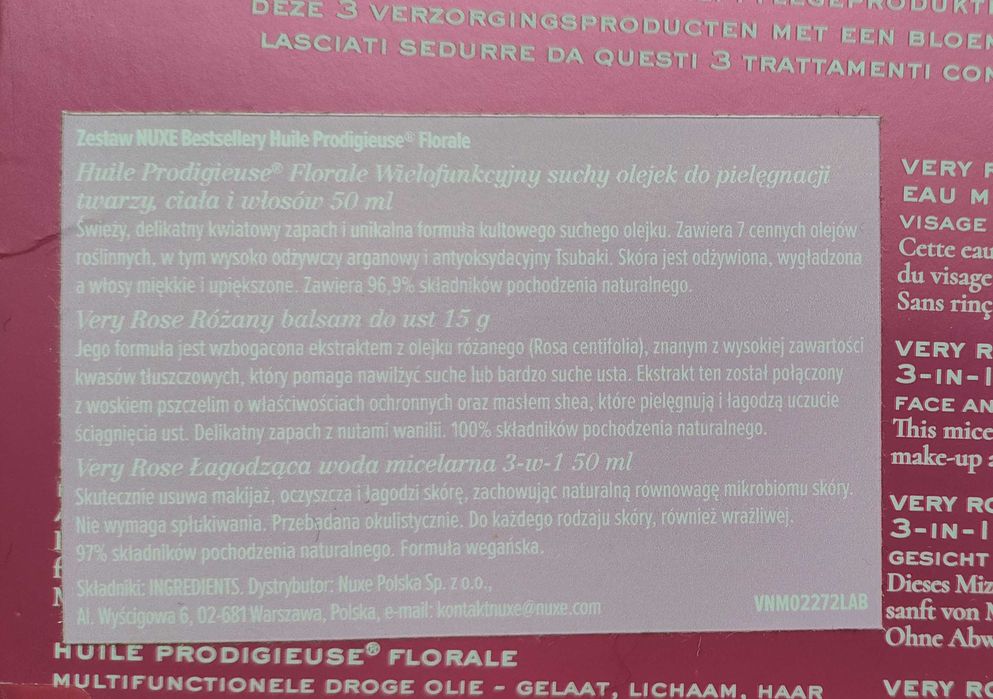 DEZE 3 VERZORGINGSPRODUCTEN MET EEN
LASCIATI SEDURRE DA QUESTI 3 TRATTAMENTI
Zestaw NUXE Bestsellery Huile Prodigieuse® Florale
Huile Prodigieuse® Florale Wielofunkcyjny suchy olejek do pielęgnacji
twarzy, ciała i włosów 50 ml
Świeży, delikatny kwiatowy zapach i unikalna formuła kultowego suchego olejku. Zawiera 7 cennych olejów
roślinnych, w tym wysoko odżywczy arganowy i antyoksydacyjny Tsubaki. Skóra jest odżywiona, wygładzona
a włosy miękkie i upiększone. Zawiera 96,9% składników pochodzenia naturalnego.
Very Rose Różany balsam do ust 15 g
Jego formuła jest wzbogacona ekstraktem z olejku różanego (Rosa centifolia), znanym z wysokiej zawartości
kwasów tłuszczowych, który pomaga nawilżyć suche lub bardzo suche usta. Ekstrakt ten został połączony
z woskiem pszczelim o właściwościach ochronnych oraz masłem shea, które pielęgnują i łagodzą uczucie
ściągnięcia ust. Delikatny zapach z nutami wanilii. 100% składników pochodzenia naturalnego.
Very Rose Łagodząca woda micelarna 3-w-1 50 ml
Skutecznie usuwa makijaż, oczyszcza i łagodzi skórę, zachowując naturalną równowagę mikrobiomu skóry.
Nie wymaga spłukiwania. Przebadana okulistycznie. Do każdego rodzaju skóry, również wrażliwej.
97% składników pochodzenia naturalnego. Formuła wegańska.
Składniki: INGREDIENTS. Dystrybutor: Nuxe Polska Sp. z o.o.,
Al. Wyścigowa 6, 02-681 Warszawa, Polska, e-mail: kontaktnuxe@nuxe.com
VNM02272LAB
HUILE PRODIGIEUSE® FLORALE
MULTIFUNCTIONELE DROGE OLIE - GELAAT, LICHAAM, HAAR
VERY
EAU
VISAGE
Cette eau
du visage
Sans
VERY
3-IN-1
FACE
This
make-up
VERY
3-IN-1
GESICHT
Dieses
sanft von
Ohne
VERY